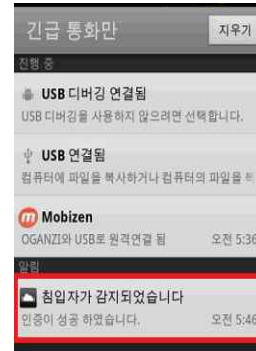 긴급 통화만
지우기
진행 중
USB 디버깅 연결됨
USB 디버깅을 사용하지 않으려면 선택합니다.
USB 연결됨
컴퓨터에 파일을 복사하거나 컴퓨터의 파일을
Mobizen
OGANZI와 USB로 원격연결 됨 오전 5:36
알림
침입자가 감지되었습니다
인증이 성공 하였습니다. 오전 5:46